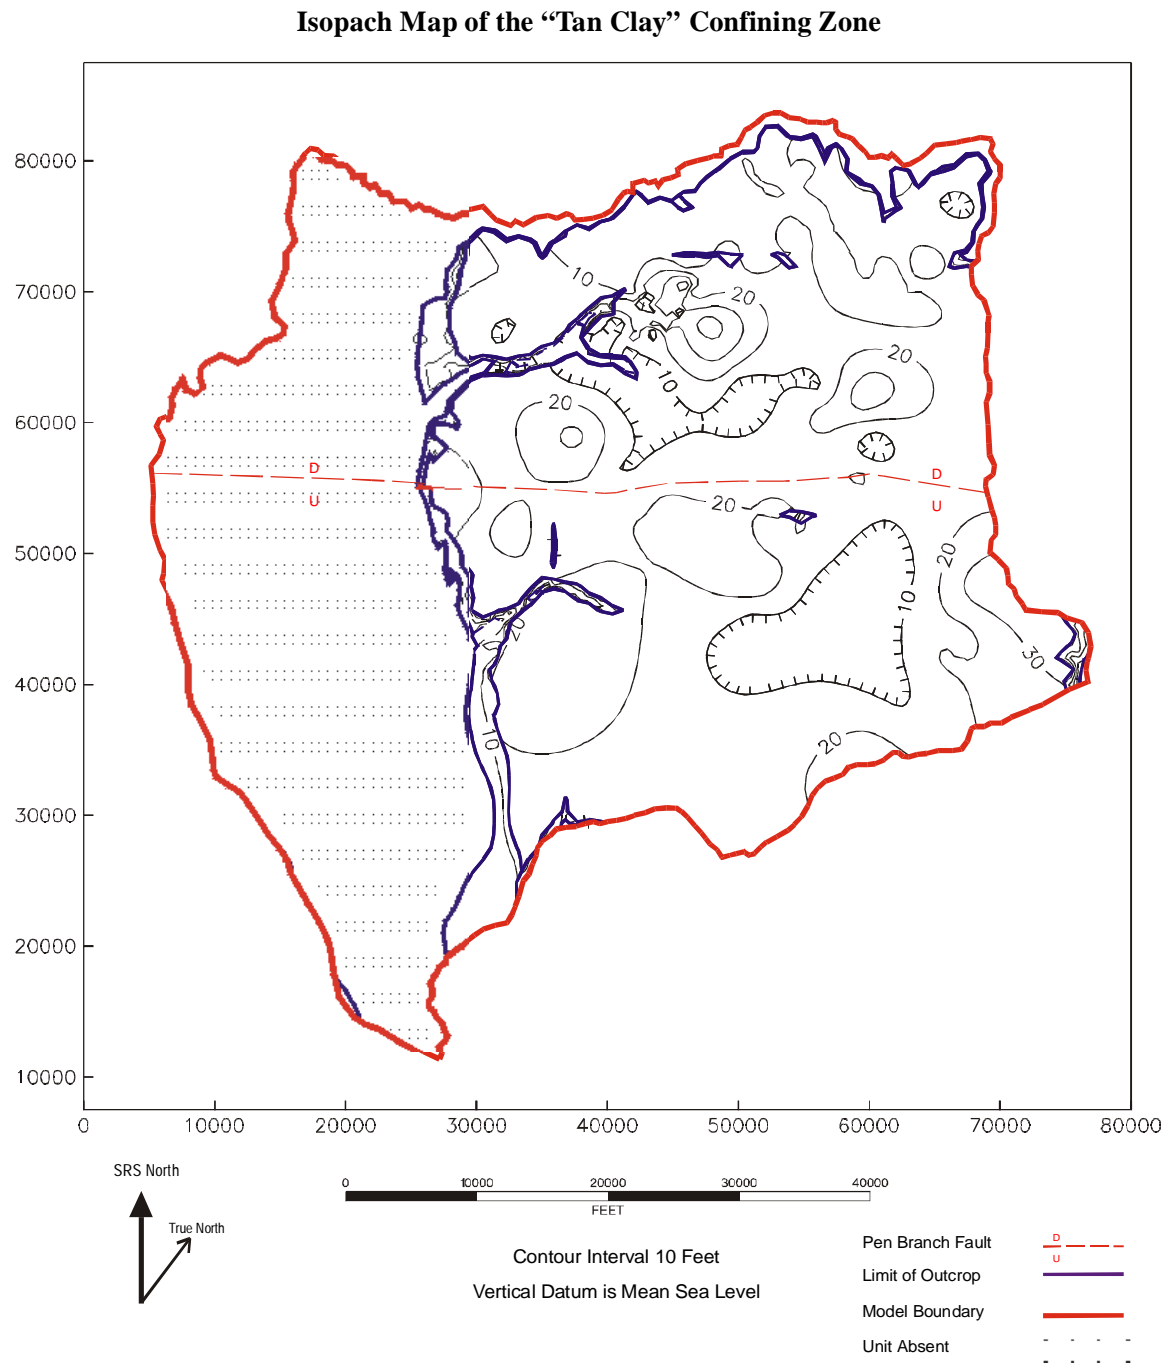 Isopach Map of the “Tan Clay” Confining Zone
80000
70000
60000
50000
40000
30000
20000
10000
10
20
20
10
20
D
U
D
U
20
20
10
30
20
10
20
0
10000
20000
30000
40000
50000
60000
70000
80000
SRS North
True North
0
10000
20000
30000
40000
FEET
Contour Interval 10 Feet
Vertical Datum is Mean Sea Level
Pen Branch Fault
D
U
Limit of Outcrop
Model Boundary
Unit Absent